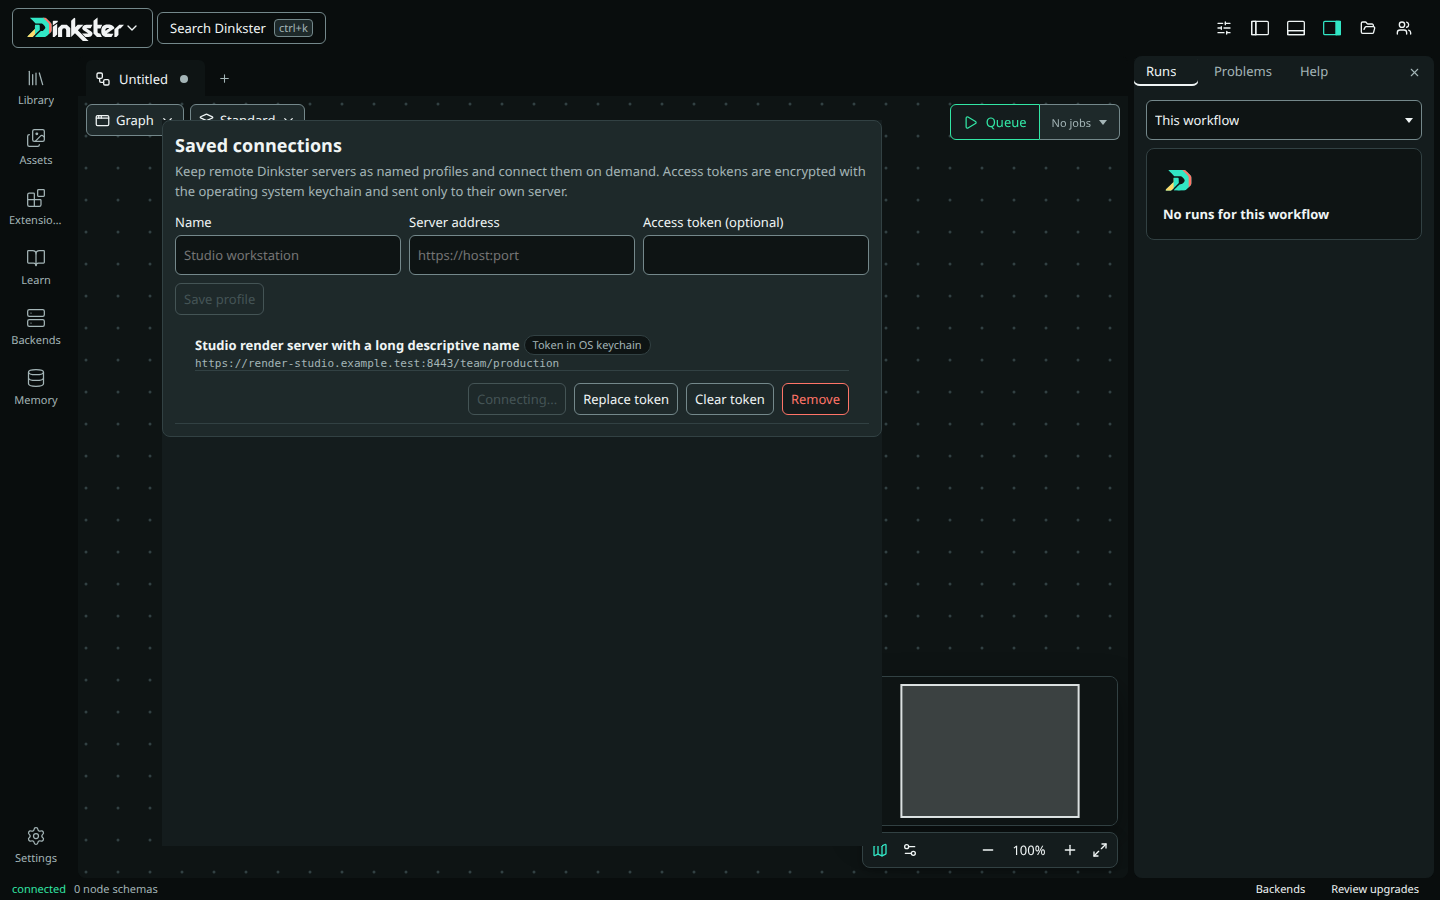 Dinkster
Search Dinkster ctrl+k
Library
Assets
Extensio...
Learn
Backends
Memory
Settings
Untitled
Graph
Standard
Queue
No jobs
Saved connections
Keep remote Dinkster servers as named profiles and connect them on demand. Access tokens are encrypted with
the operating system keychain and sent only to their own server.
Name
Server address
Access token (optional)
Studio workstation
https://host:port
Save profile
Studio render server with a long descriptive name
Token in OS keychain
https://render-studio.example.test:8443/team/production
Connecting...
Replace token
Clear token
Remove
100%
Runs
Problems
Help
This workflow
No runs for this workflow
connected
0 node schemas
Backends
Review upgrades